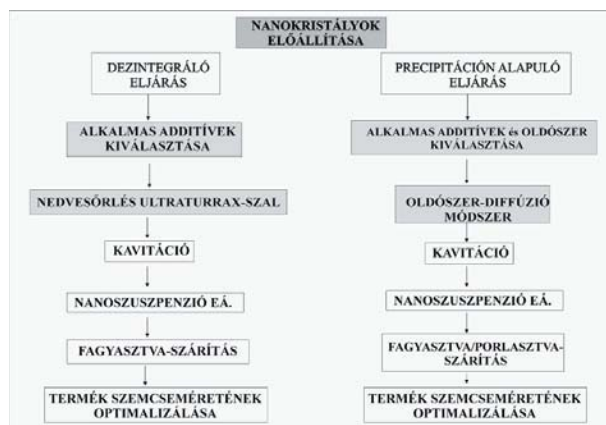 NANOKRISTÁLYOK
ELŐÁLLÍTÁSA
DEZINTEGRÁLÓ
ELJÁRÁS
ALKALMAS ADDITÍVEK
KIVÁLASZTÁSA
NEDVESŐRLÉS ULTRATURRAX-SZAL
KAVITÁCIÓ
NANOSZUSZPENZIÓ EÁ.
FAGYASZTVA-SZÁRÍTÁS
TERMÉK SZEMCSEMÉRETÉNEK
OPTIMALIZÁLÁSA
PRECIPITÁCIÓN ALAPULÓ
ELJÁRÁS
ALKALMAS ADDITÍVEK és OLDÓSZER
KIVÁLASZTÁSA
OLDÓSZER-DIFFÚZIÓ
MÓDSZER
KAVITÁCIÓ
NANOSZUSZPENZIÓ EÁ.
FAGYASZTVA/PORLASZTVA-
SZÁRÍTÁS
TERMÉK SZEMCSEMÉRETÉNEK
OPTIMALIZÁLÁSA